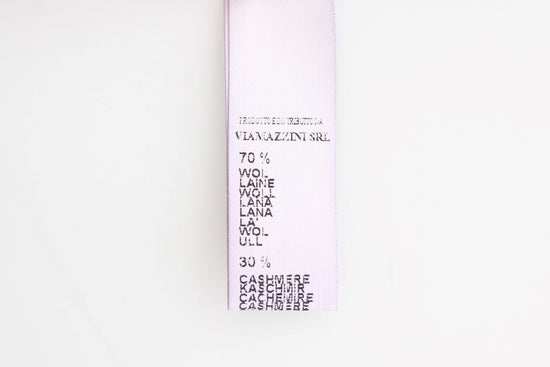 PRODOTTO E DISTRIBUITO DA
VIAMAZZINI SRL
70 %
WOL
LAINE
WOLL
LANA
LANA
LA'
WOL
ULL
30 %
CASHMERE
KASCHMIR
CACHEMIRE
CASHMERE